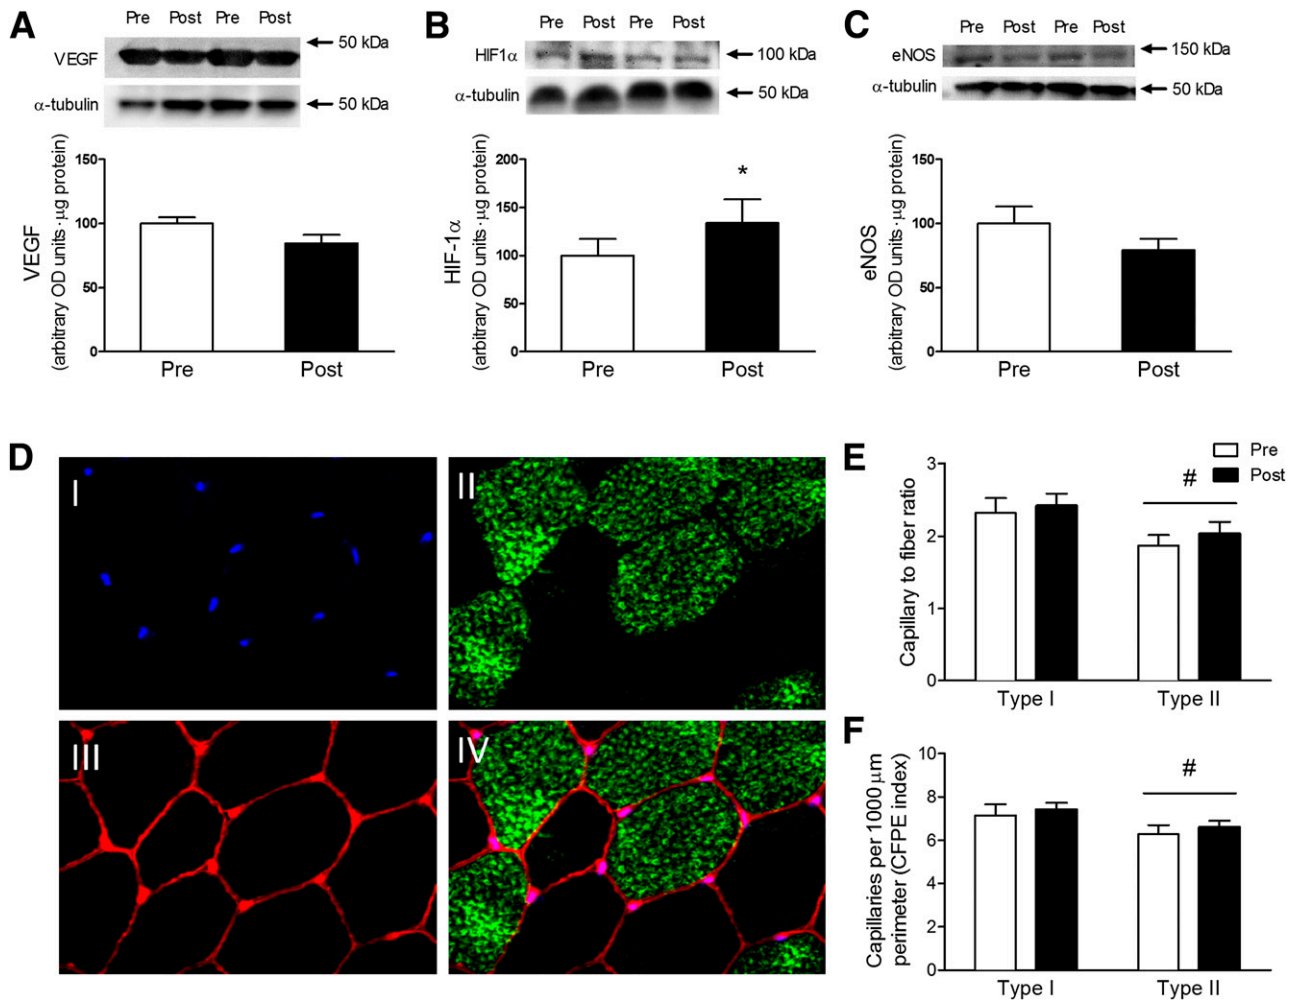 A
Pre Post Pre Post
VEGF
50 kDa
α-tubulin
50 kDa
VEGF
(arbitrary OD units·µg protein)
150
100
50
0
Pre Post
B
Pre Post Pre Post
HIF1α
100 kDa
α-tubulin
50 kDa
HIF-1α
(arbitrary OD units·µg protein)
200
150
100
50
0
*
Pre Post
C
Pre Post Pre Post
eNOS
150 kDa
α-tubulin
50 kDa
eNOS
(arbitrary OD units·µg protein)
150
100
50
0
Pre Post
D
I
II
III
IV
E
Pre
Post
Capillary to fiber ratio
3
2
1
0
#
Type I Type II
F
Capillaries per 1000 µm
perimeter (CFPE index)
10
8
6
4
2
0
#
Type I Type II